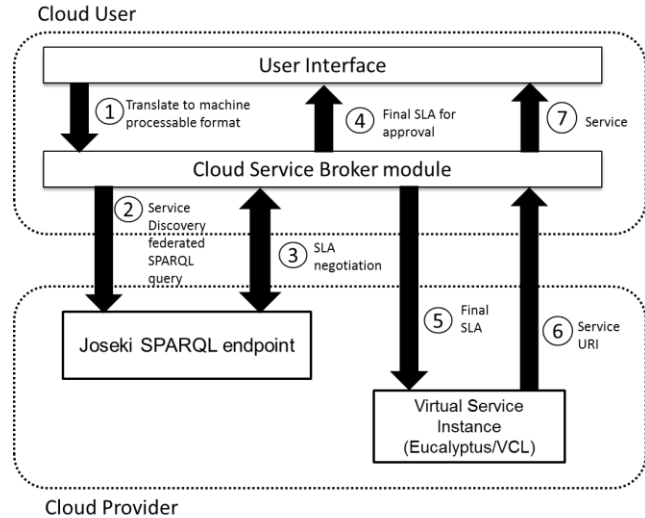 Cloud User
User Interface
1
Translate to machine
processable format
4
Final SLA for
approval
7
Service
Cloud Service Broker module
2
Service
Discovery
federated
SPARQL
query
3
SLA
negotiation
5
Final
SLA
6
Service
URI
Joseki SPARQL endpoint
Virtual Service
Instance
(Eucalyptus/VCL)
Cloud Provider